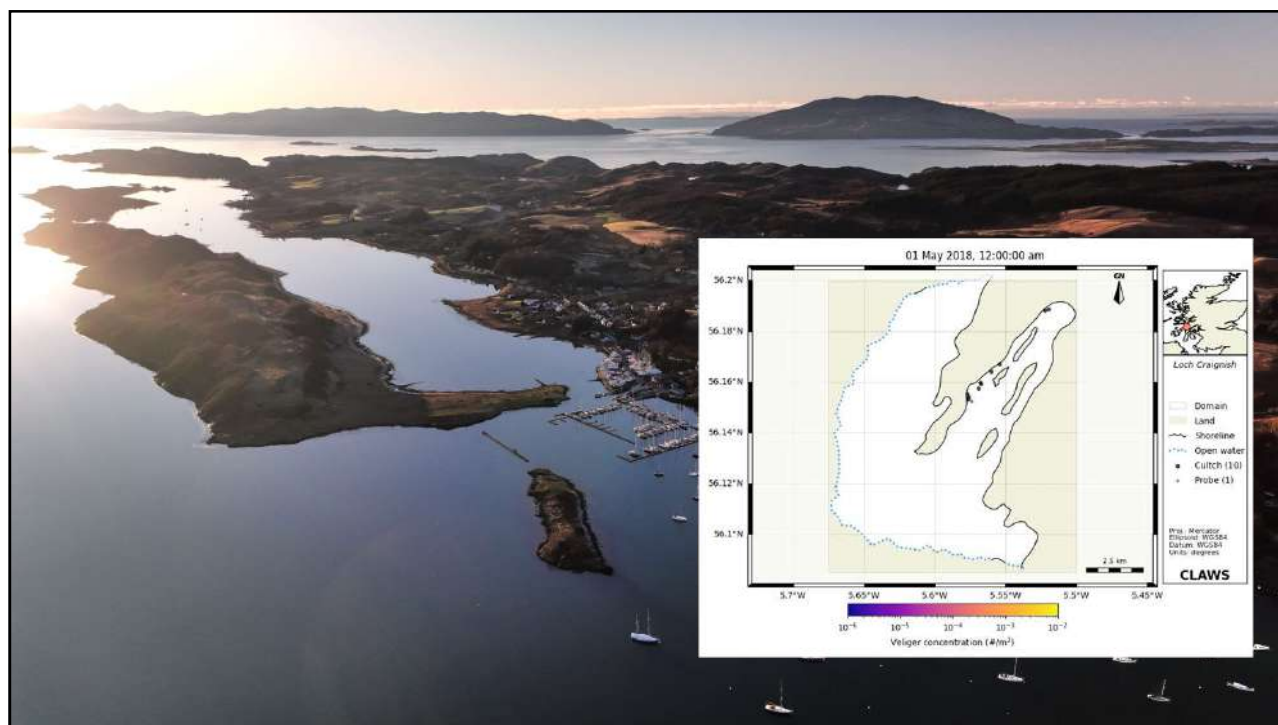 01 May 2018, 12:00:00 am
56.2°N
56.18°N
56.16°N
56.14°N
56.12°N
56.1°N
5.7°W 5.65°W 5.6°W 5.55°W 5.5°W 5.45°W
GN
2.5 km
Loch Craignish
Domain
Land
Shoreline
Open water
Cultch (10)
Probe (1)
Proj.: Mercator
Ellipsoid: WGS84
Datum: WGS84
Units: degrees
CLAWS
10⁻⁶ 10⁻⁵ 10⁻⁴ 10⁻³ 10⁻²
Veliger concentration (#/m²)